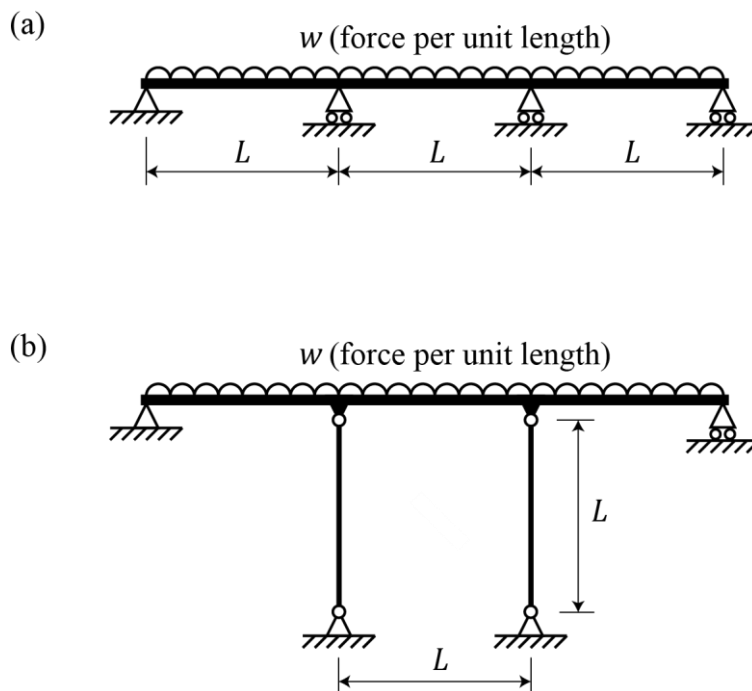 (a)
w (force per unit length)
L L L
(b)
w (force per unit length)
L
L